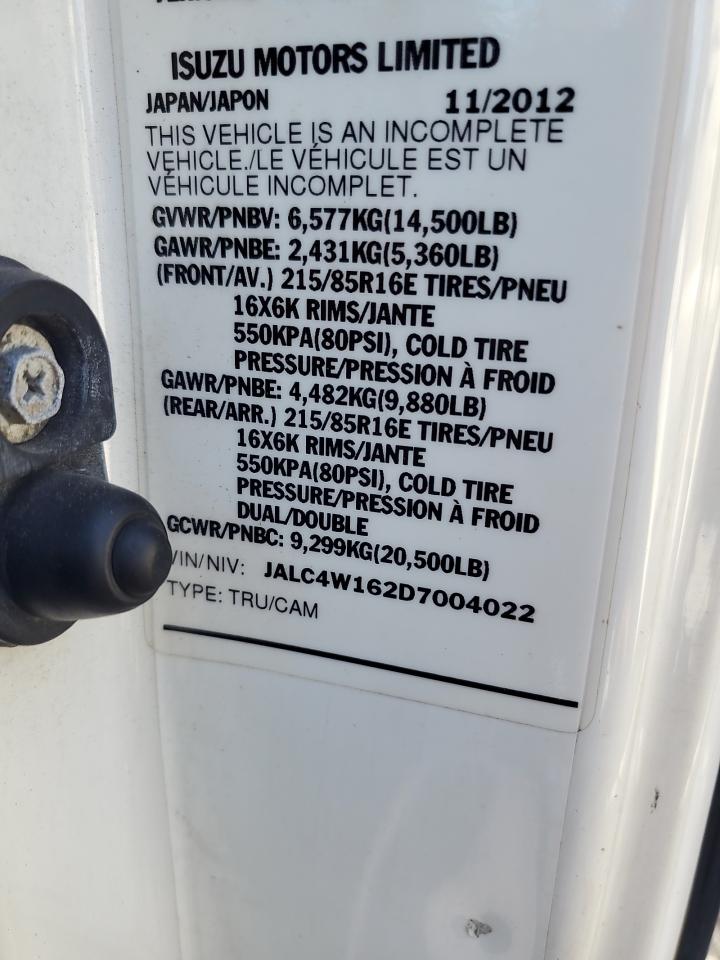 ISUZU MOTORS LIMITED
JAPAN/JAPON 11/2012
THIS VEHICLE IS AN INCOMPLETE
VEHICLE./LE VÉHICULE EST UN
VÉHICULE INCOMPLET.
GVWR/PNBV: 6,577KG(14,500LB)
GAWR/PNBE: 2,431KG(5,360LB)
(FRONT/AV.) 215/85R16E TIRES/PNEU
16X6K RIMS/JANTE
550KPA(80PSI), COLD TIRE
PRESSURE/PRESSION À FROID
GAWR/PNBE: 4,482KG(9,880LB)
(REAR/ARR.) 215/85R16E TIRES/PNEU
16X6K RIMS/JANTE
550KPA(80PSI), COLD TIRE
PRESSURE/PRESSION À FROID
DUAL/DOUBLE
GCWR/PNBC: 9,299KG(20,500LB)
VIN/NIV: JALC4W162D7004022
TYPE: TRU/CAM